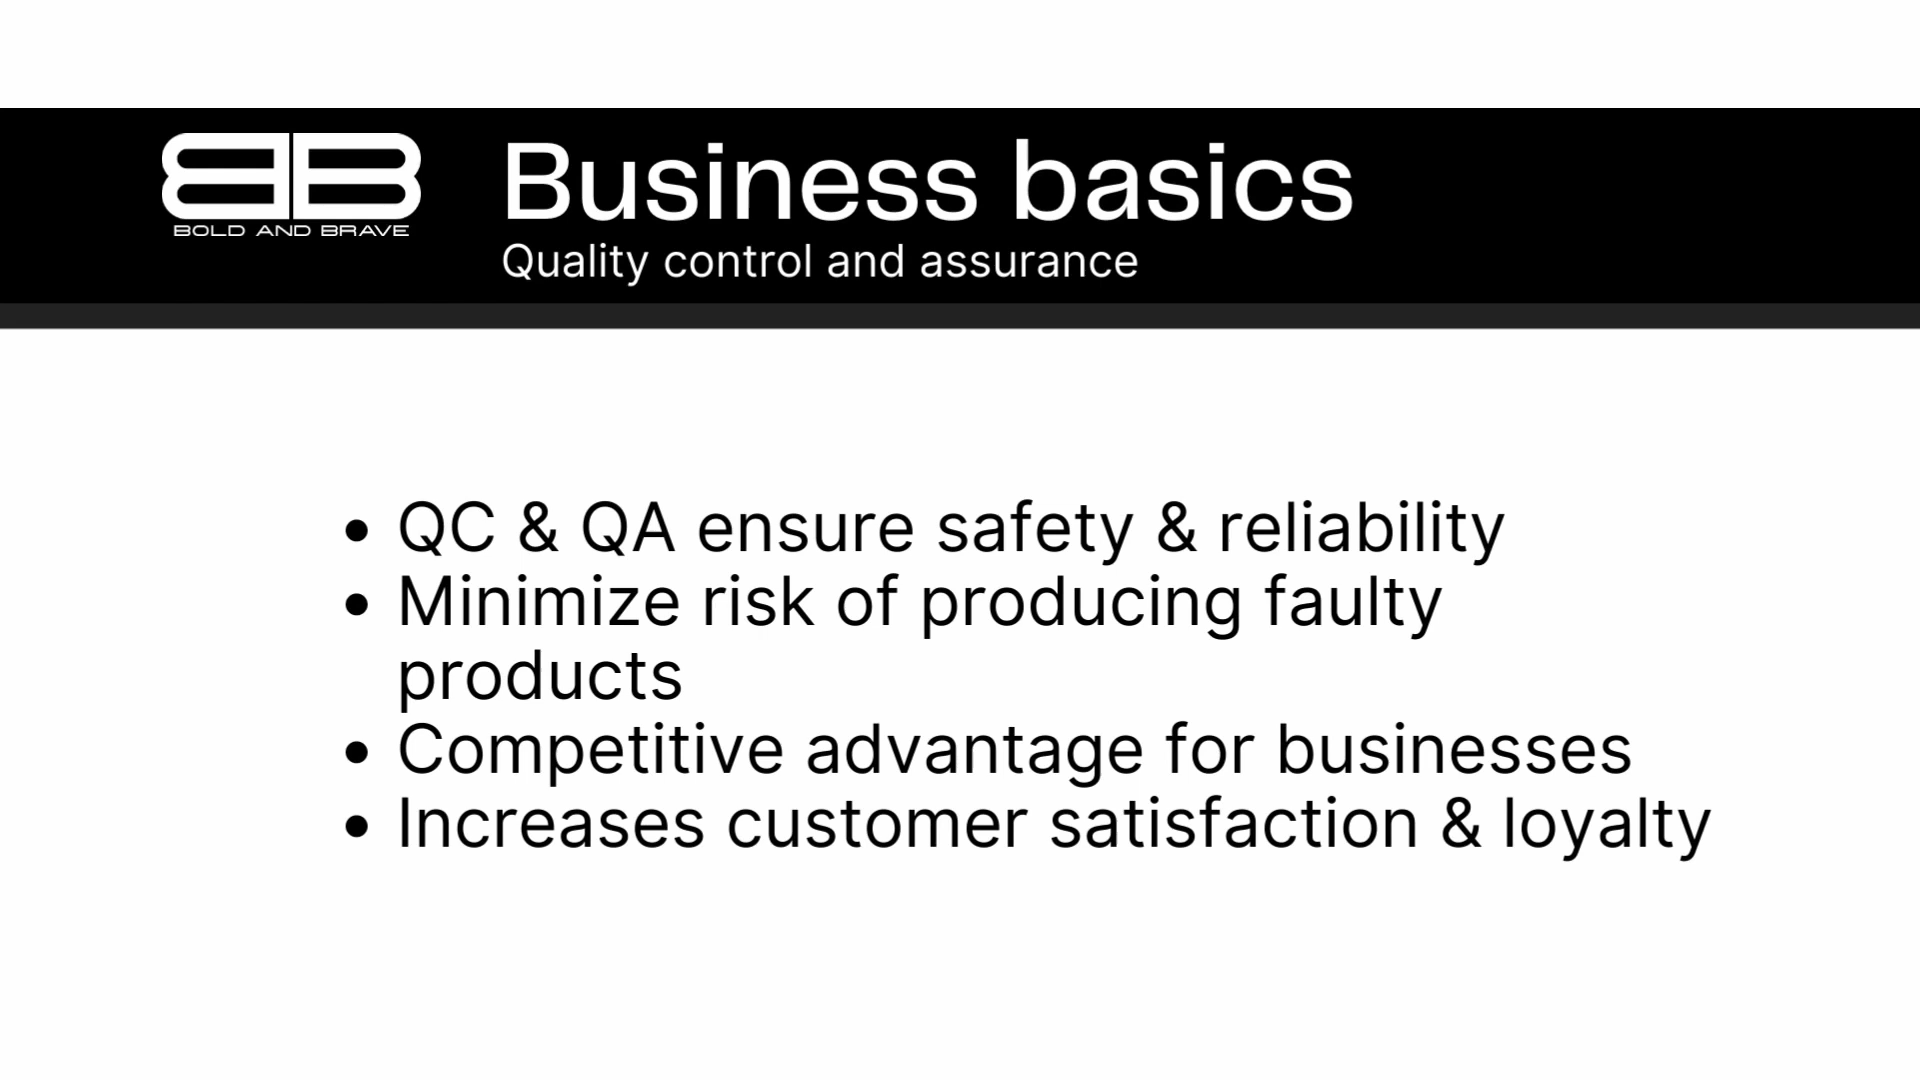 BOLD AND BRAVE
Business basics
Quality control and assurance
• QC & QA ensure safety & reliability
• Minimize risk of producing faulty
products
• Competitive advantage for businesses
• Increases customer satisfaction & loyalty